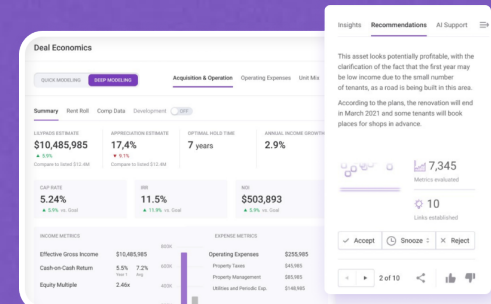 Deal Economics
QUICK MODELING
DEEP MODELING
Acquisition & Operation
Operating Expenses
Unit Mix
Summary
Rent Roll
Comp Data
Development
OFF
LILYPADS ESTIMATE
$10,485,985
5.9%
Compare to listed $12.4M
APPRECIATION ESTIMATE
17,4%
9.1%
Compare to listed $12.4M
OPTIMAL HOLD TIME
7 years
ANNUAL INCOME GROWTH
2.9%
CAP RATE
5.24%
5.9% vs. Goal
IRR
11.5%
11.9% vs. Goal
NOI
$503,893
5.9% vs. Goal
INCOME METRICS
Effective Gross Income $10,485,985
Cash-on-Cash Return 5.5% 7.2%
Year 1 Avg
Equity Multiple 2.46x
800K
600K
400K
EXPENSE METRICS
Operating Expenses $255,985
Property Taxes $45,985
Property Management $83,985
Utilities and Periodic Exp. $148,985
Insights
Recommendations
AI Support
This asset looks potentially profitable, with the
clarification of the fact that the first year may
be low income due to the small number
of tenants, as a road is being built in this area.
According to the plans, the renovation will end
in March 2021 and some tenants will book
places for shops in advance.
7,345
Metrics evaluated
10
Links established
Accept
Snooze
Reject
2 of 10